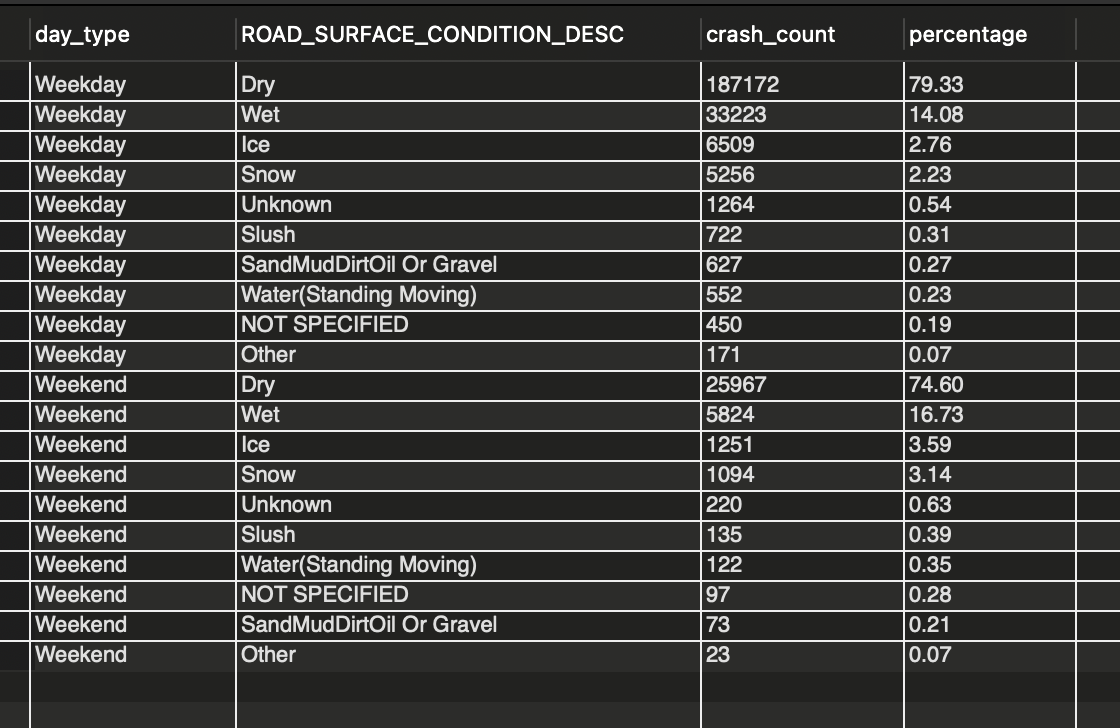 day_type ROAD_SURFACE_CONDITION_DESC crash_count percentage
Weekday Dry 187172 79.33
Weekday Wet 33223 14.08
Weekday Ice 6509 2.76
Weekday Snow 5256 2.23
Weekday Unknown 1264 0.54
Weekday Slush 722 0.31
Weekday SandMudDirtOil Or Gravel 627 0.27
Weekday Water(Standing Moving) 552 0.23
Weekday NOT SPECIFIED 450 0.19
Weekday Other 171 0.07
Weekend Dry 25967 74.60
Weekend Wet 5824 16.73
Weekend Ice 1251 3.59
Weekend Snow 1094 3.14
Weekend Unknown 220 0.63
Weekend Slush 135 0.39
Weekend Water(Standing Moving) 122 0.35
Weekend NOT SPECIFIED 97 0.28
Weekend SandMudDirtOil Or Gravel 73 0.21
Weekend Other 23 0.07